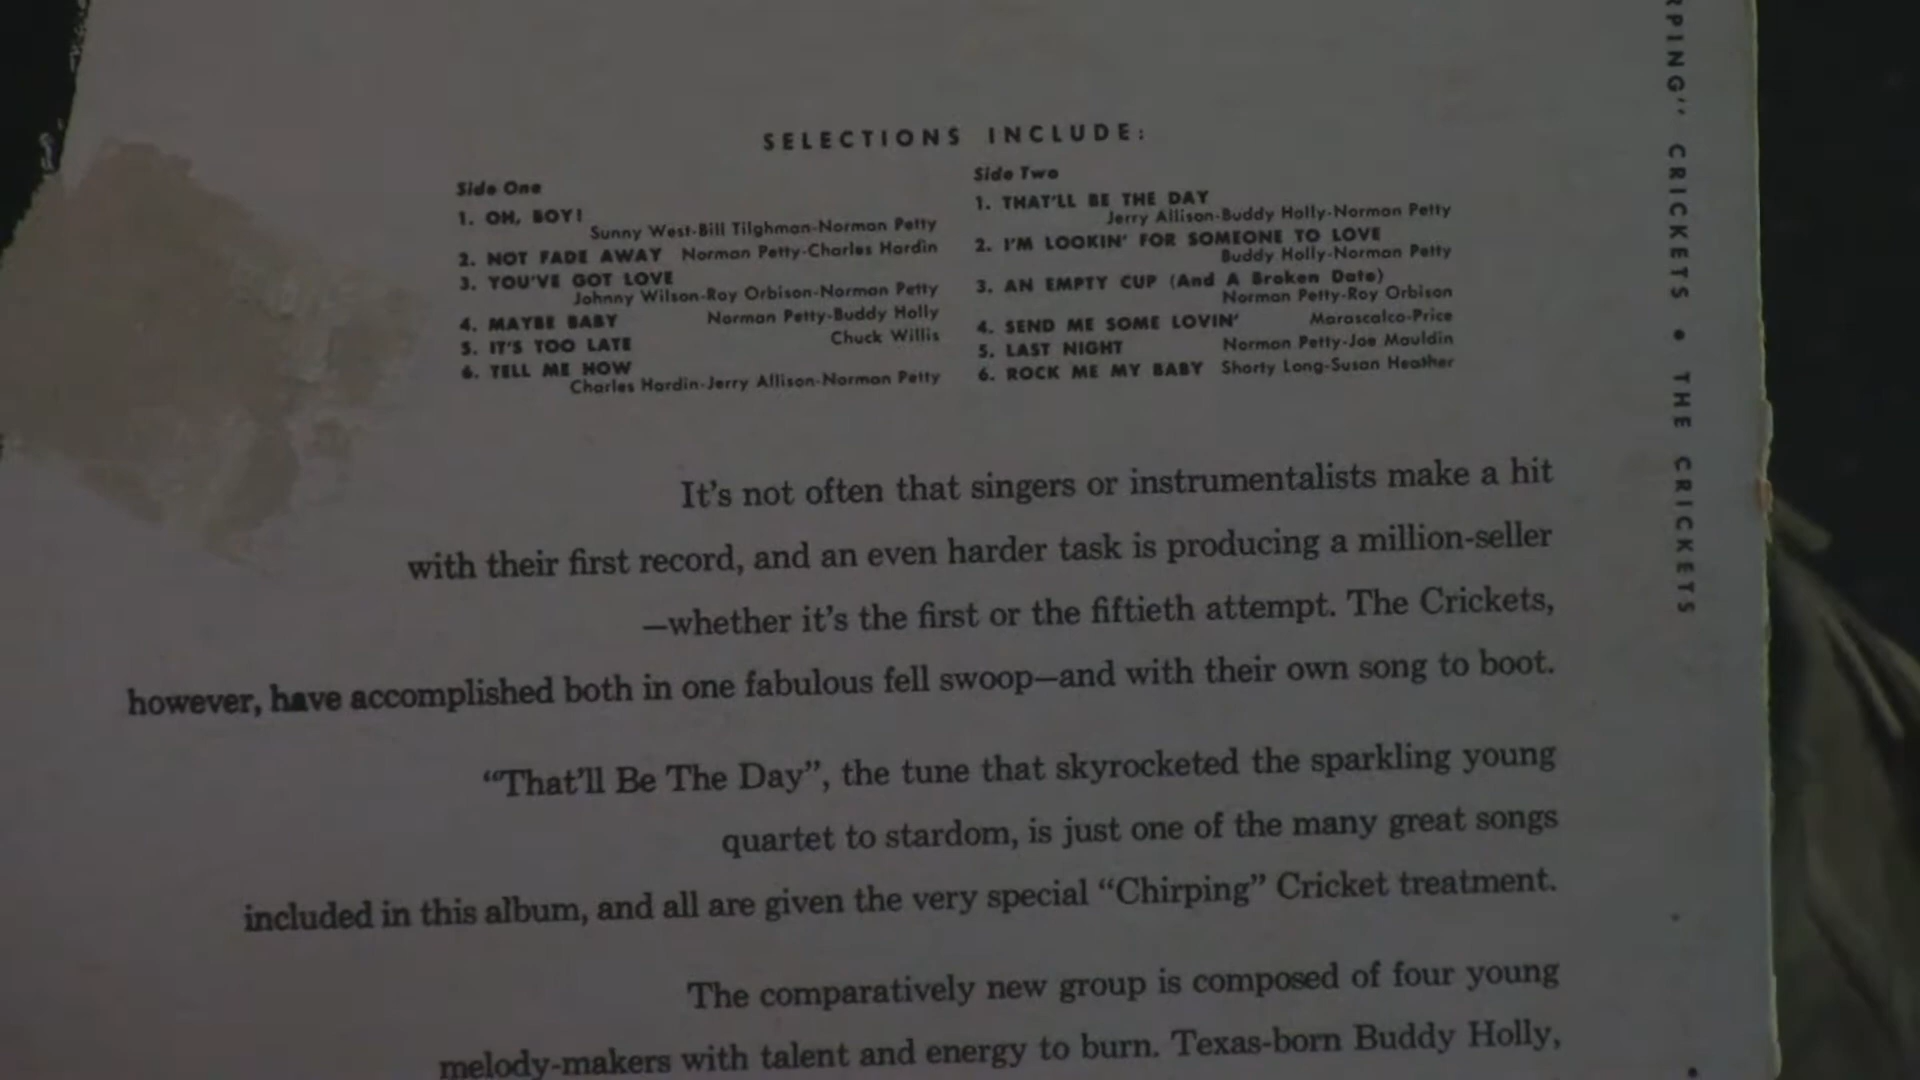 SELECTIONS INCLUDE:
Side One
1. OH, BOY!
Sunny West-Bill Tilghman-Norman Petty
2. NOT FADE AWAY Norman Petty-Charles Hardin
3. YOU'VE GOT LOVE
Johnny Wilson-Roy Orbison-Norman Petty
4. MAYBE BABY Norman Petty-Buddy Holly
5. IT'S TOO LATE Chuck Willis
6. TELL ME HOW
Charles Hardin-Jerry Allison-Norman Petty
Side Two
1. THAT'LL BE THE DAY
Jerry Allison-Buddy Holly-Norman Petty
2. I'M LOOKIN' FOR SOMEONE TO LOVE
Buddy Holly-Norman Petty
3. AN EMPTY CUP (And A Broken Date)
Norman Petty-Roy Orbison
4. SEND ME SOME LOVIN' Marascalco-Price
5. LAST NIGHT Norman Petty-Joe Mauldin
6. ROCK ME MY BABY Shorty Long-Susan Heather
It's not often that singers or instrumentalists make a hit
with their first record, and an even harder task is producing a million-seller
—whether it's the first or the fiftieth attempt. The Crickets,
however, have accomplished both in one fabulous fell swoop—and with their own song to boot.
“That'll Be The Day”, the tune that skyrocketed the sparkling young
quartet to stardom, is just one of the many great songs
included in this album, and all are given the very special “Chirping” Cricket treatment.
The comparatively new group is composed of four young
melody-makers with talent and energy to burn. Texas-born Buddy Holly,
RPING” CRICKETS • THE CRICKETS